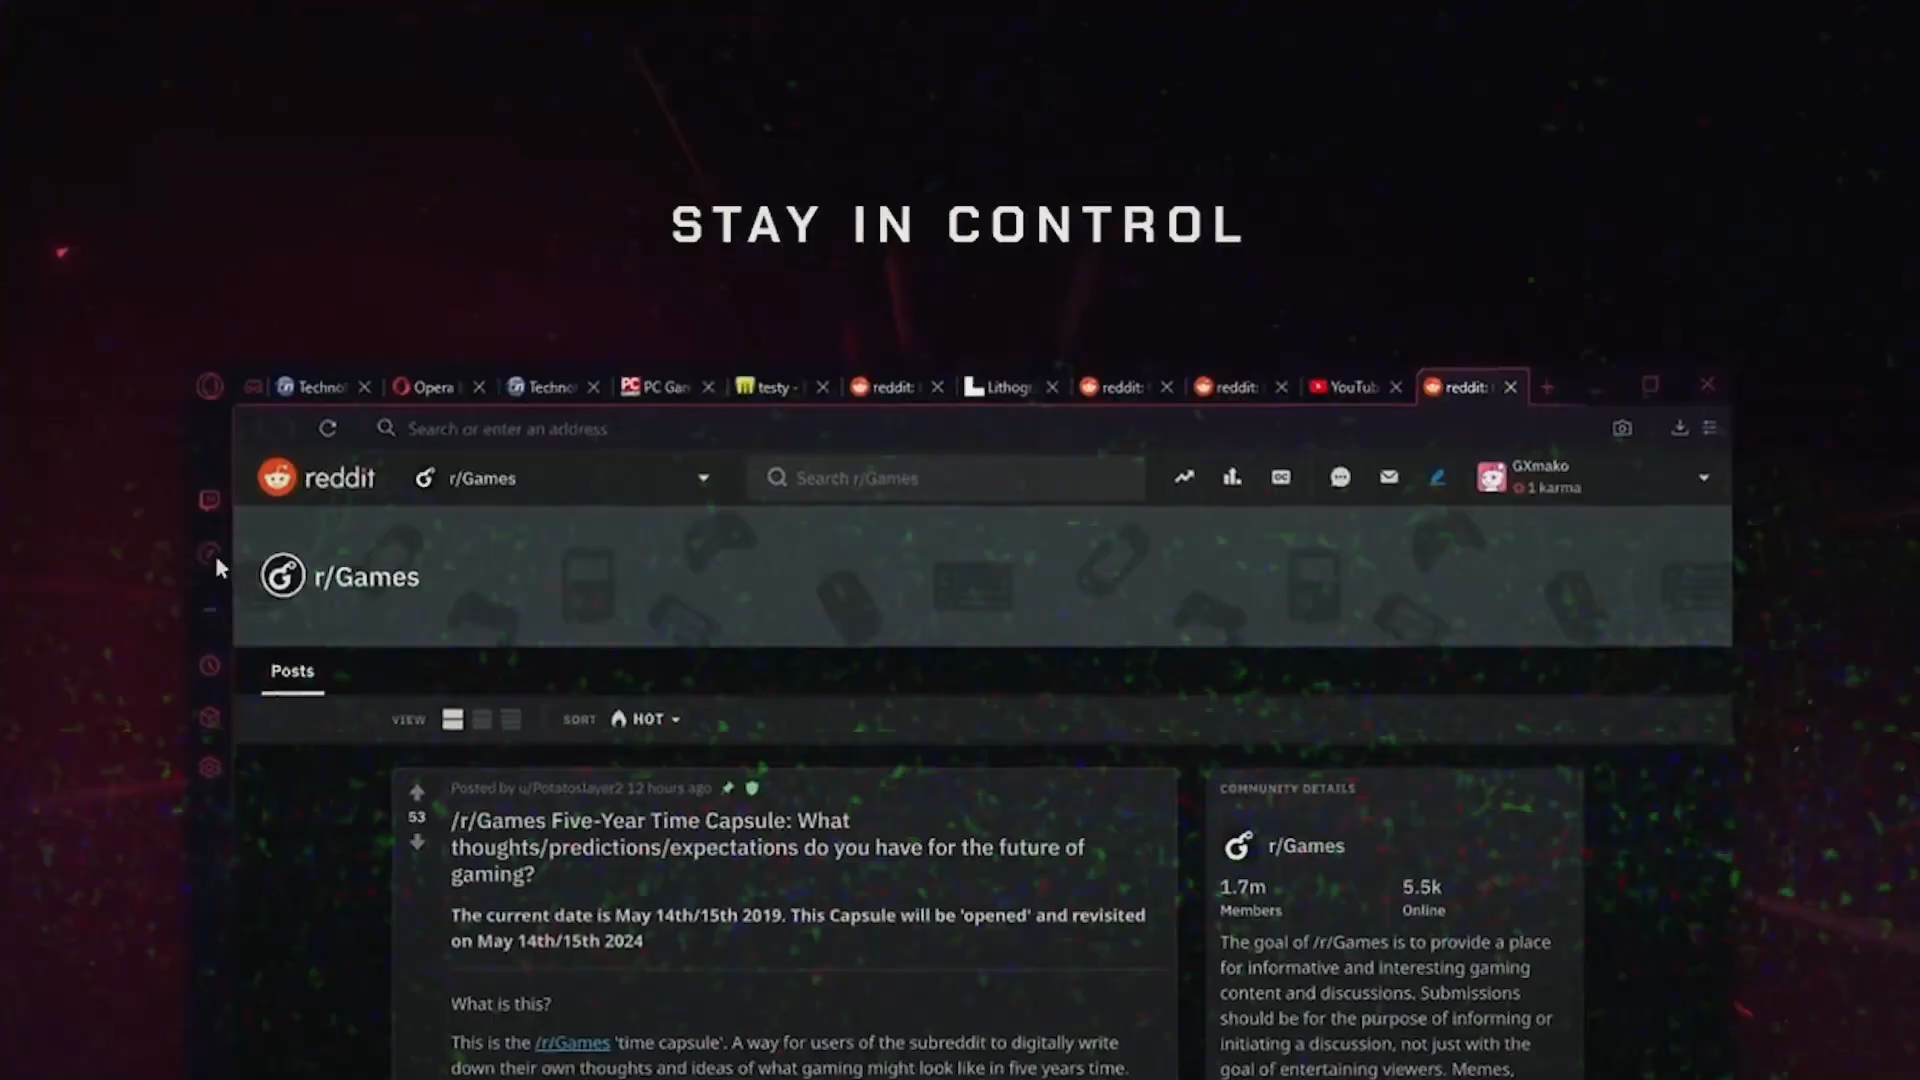 STAY IN CONTROL
Techno Opera Techno PC Gan testy - reddit: Lithog reddit: reddit: YouTub reddit:
Search or enter an address
reddit r/Games Search r/Games GXmako
1 karma
r/Games
Posts
VIEW SORT HOT
Posted by u/Potatoslayer2 12 hours ago
53
/r/Games Five-Year Time Capsule: What
thoughts/predictions/expectations do you have for the future of
gaming?
The current date is May 14th/15th 2019. This Capsule will be 'opened' and revisited
on May 14th/15th 2024
What is this?
This is the /r/Games 'time capsule'. A way for users of the subreddit to digitally write
down their own thoughts and ideas of what gaming might look like in five years time.
COMMUNITY DETAILS
r/Games
1.7m 5.5k
Members Online
The goal of /r/Games is to provide a place
for informative and interesting gaming
content and discussions. Submissions
should be for the purpose of informing or
initiating a discussion, not just with the
goal of entertaining viewers. Memes,